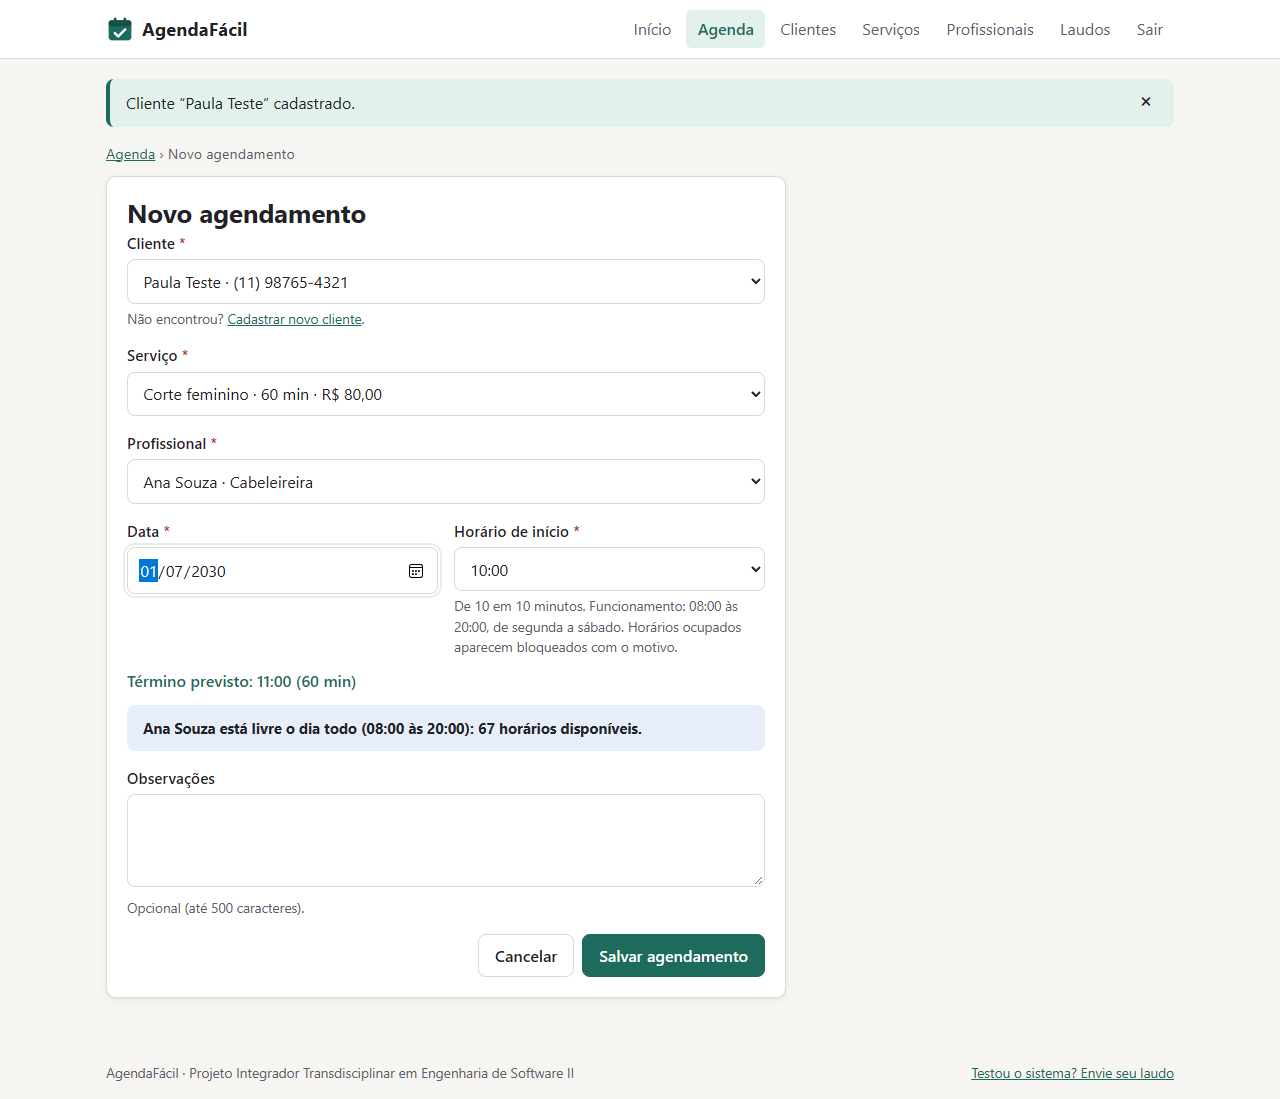 AgendaFácil
Início Agenda Clientes Serviços Profissionais Laudos Sair
Cliente “Paula Teste” cadastrado. ×
Agenda › Novo agendamento
Novo agendamento
Cliente *
Paula Teste · (11) 98765-4321
Não encontrou? Cadastrar novo cliente.
Serviço *
Corte feminino · 60 min · R$ 80,00
Profissional *
Ana Souza · Cabeleireira
Data *
01/07/2030
Horário de início *
10:00
De 10 em 10 minutos. Funcionamento: 08:00 às
20:00, de segunda a sábado. Horários ocupados
aparecem bloqueados com o motivo.
Término previsto: 11:00 (60 min)
Ana Souza está livre o dia todo (08:00 às 20:00): 67 horários disponíveis.
Observações
Opcional (até 500 caracteres).
Cancelar Salvar agendamento
AgendaFácil · Projeto Integrador Transdisciplinar em Engenharia de Software II
Testou o sistema? Envie seu laudo